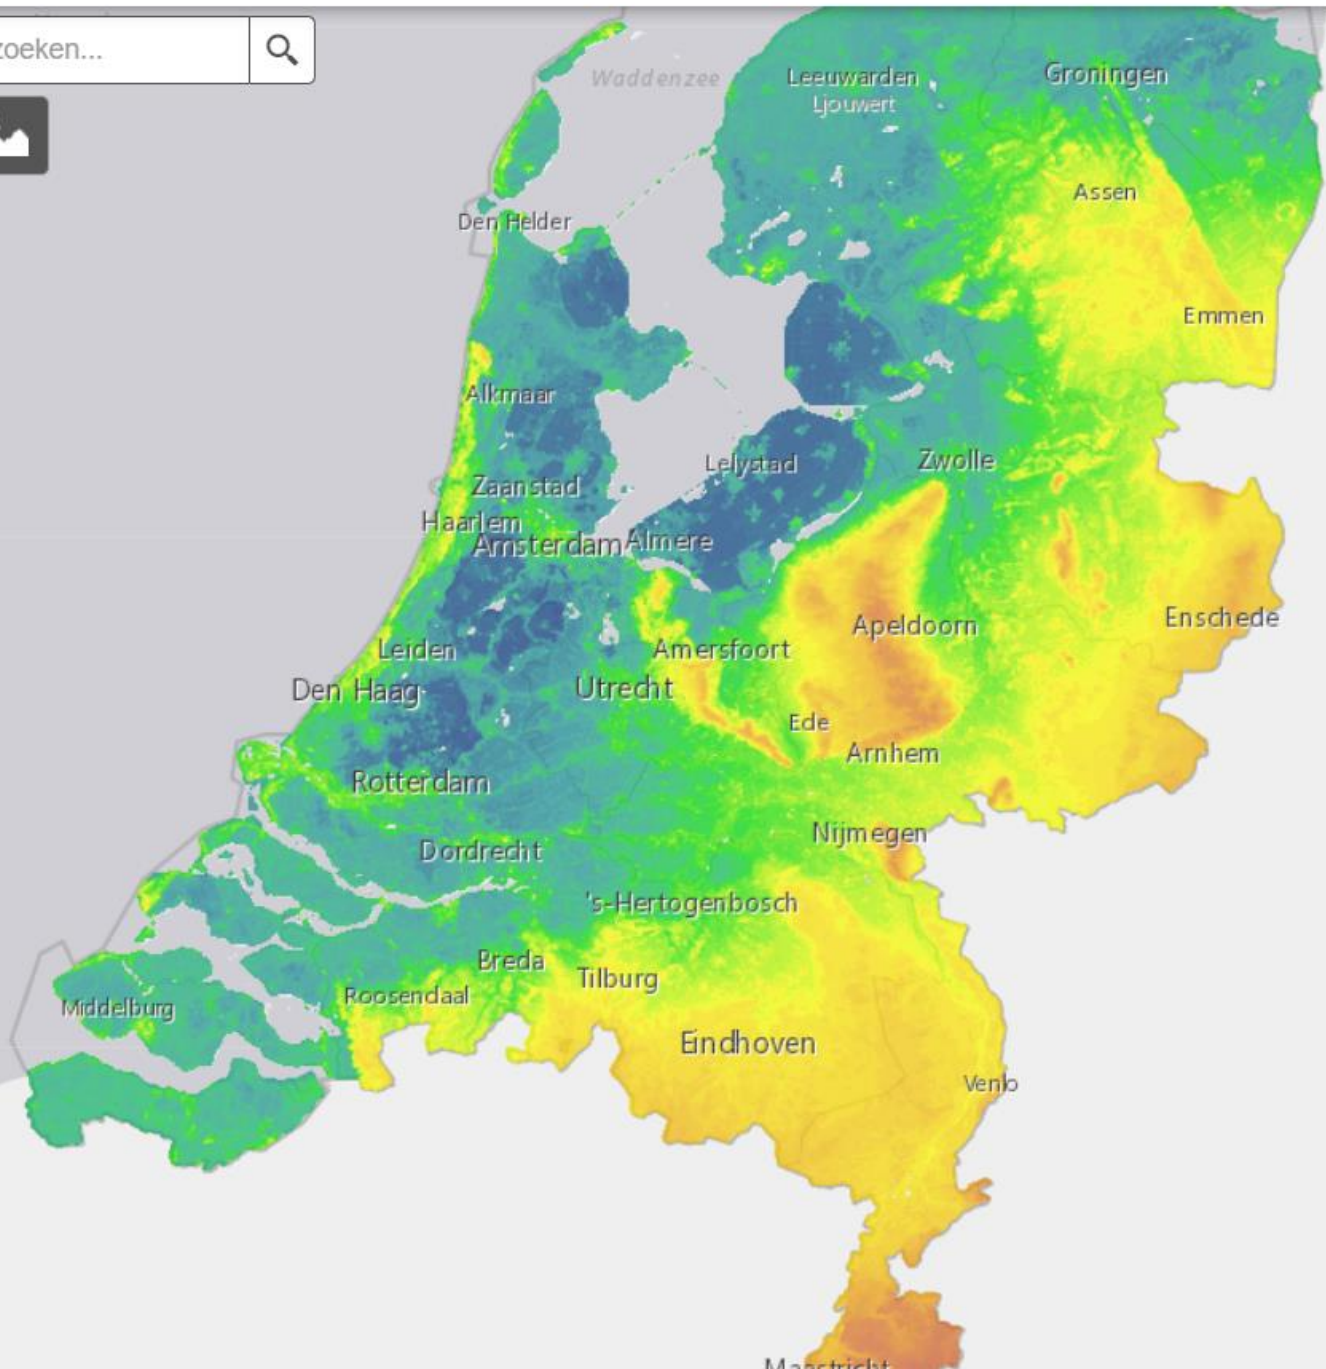 zoeken...
Waddenzee
Leeuwarden
Ljouwert
Groningen
Assen
Den Helder
Emmen
Alkmaar
Lelystad
Zwolle
Zaanstad
Haarlem
Amsterdam
Almere
Enschede
Apeldoorn
Leiden
Amersfoort
Den Haag
Utrecht
Ede
Arnhem
Rotterdam
Nijmegen
Dordrecht
's-Hertogenbosch
Breda
Tilburg
Roosendaal
Middelburg
Eindhoven
Venlo
Maastricht